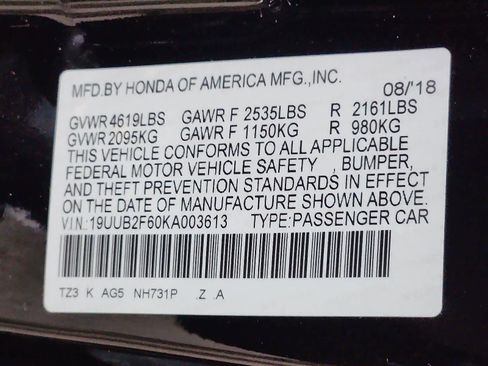 MFD.BY HONDA OF AMERICA MFG.,INC. 08/'18
GVWR 4619LBS GAWR F 2535LBS R 2161LBS
GVWR 2095KG GAWR F 1150KG R 980KG
THIS VEHICLE CONFORMS TO ALL APPLICABLE
FEDERAL MOTOR VEHICLE SAFETY , BUMPER,
AND THEFT PREVENTION STANDARDS IN EFFECT
ON THE DATE OF MANUFACTURE SHOWN ABOVE.
V.I.N.:19UUB2F60KA003613 TYPE:PASSENGER CAR
TZ3 K AG5 NH731P .Z .A